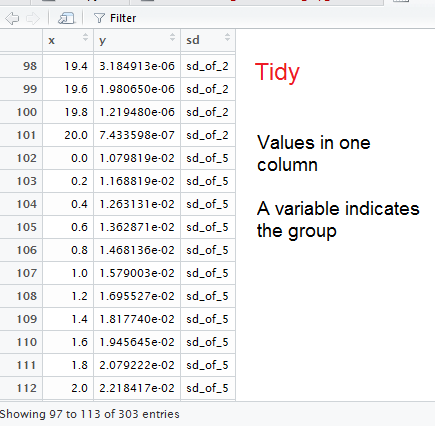 Filter
x y sd
98 19.4 3.184913e-06 sd_of_2
99 19.6 1.980650e-06 sd_of_2
100 19.8 1.219480e-06 sd_of_2
101 20.0 7.433598e-07 sd_of_2
102 0.0 1.079819e-02 sd_of_5
103 0.2 1.168819e-02 sd_of_5
104 0.4 1.263131e-02 sd_of_5
105 0.6 1.362871e-02 sd_of_5
106 0.8 1.468136e-02 sd_of_5
107 1.0 1.579003e-02 sd_of_5
108 1.2 1.695527e-02 sd_of_5
109 1.4 1.817740e-02 sd_of_5
110 1.6 1.945645e-02 sd_of_5
111 1.8 2.079222e-02 sd_of_5
112 2.0 2.218417e-02 sd_of_5
Showing 97 to 113 of 303 entries
Tidy
Values in one
column
A variable indicates
the group